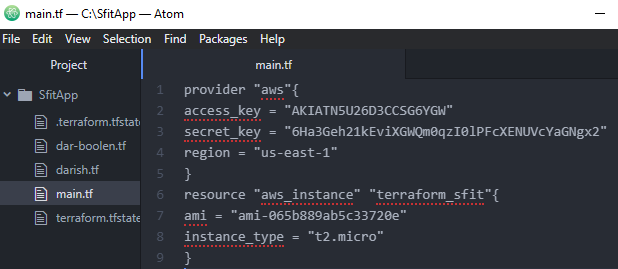 main.tf — C:\SfitApp — Atom
File Edit View Selection Find Packages Help
Project
SfitApp
.terraform.tfstate
dar-boolen.tf
darish.tf
main.tf
terraform.tfstate
main.tf
1 provider "aws"{
2 access_key = "AKIATN5U26D3CCSG6YGW"
3 secret_key = "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"
4 region = "us-east-1"
5 }
6 resource "aws_instance" "terraform_sfit"{
7 ami = "ami-065b889ab5c33720e"
8 instance_type = "t2.micro"
9 }